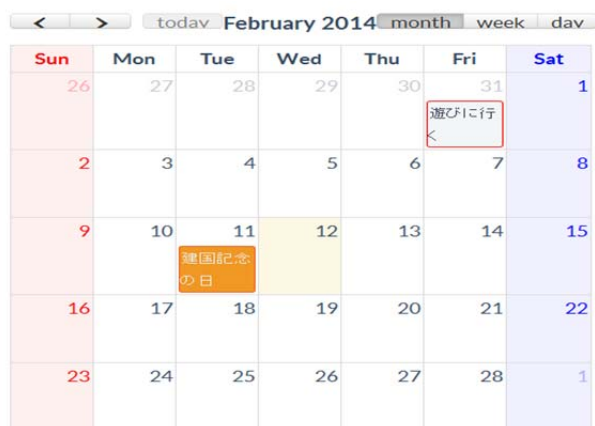 < > today February 2014 month week day
Sun Mon Tue Wed Thu Fri Sat
26 27 28 29 30 31 1
遊びに行
く
2 3 4 5 6 7 8
9 10 11 12 13 14 15
建国記念
の日
16 17 18 19 20 21 22
23 24 25 26 27 28 1